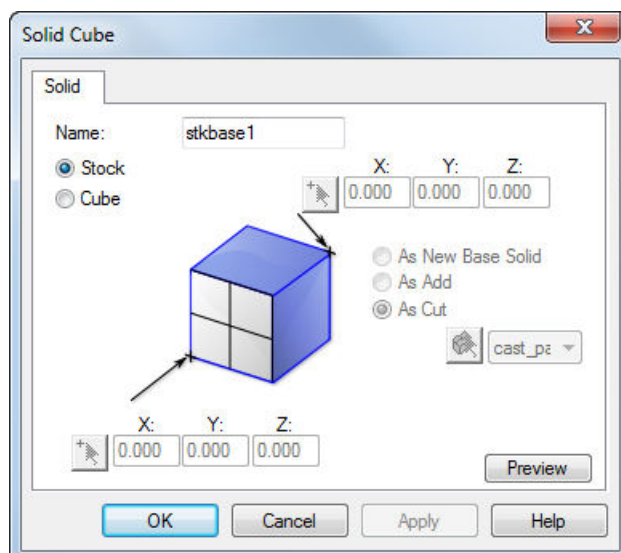 Solid Cube
Solid
Name: stkbase1
Stock
Cube
X: Y: Z:
0.000 0.000 0.000
As New Base Solid
As Add
As Cut
cast_pa
X: Y: Z:
0.000 0.000 0.000
Preview
OK Cancel Apply Help